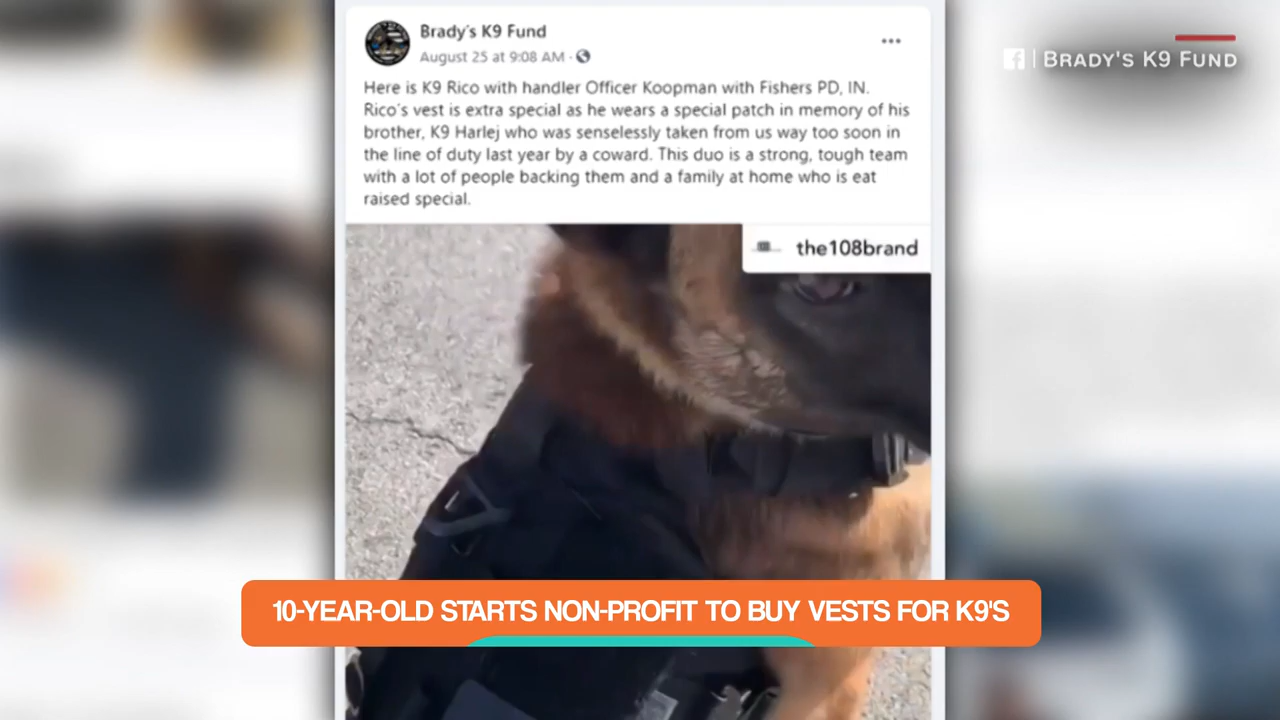 Brady's K9 Fund
August 25 at 9:08 AM ·
BRADY'S K9 FUND
Here is K9 Rico with handler Officer Koopman with Fishers PD, IN.
Rico's vest is extra special as he wears a special patch in memory of his
brother, K9 Harlej who was senselessly taken from us way too soon in
the line of duty last year by a coward. This duo is a strong, tough team
with a lot of people backing them and a family at home who is eat
raised special.
the108brand
10-YEAR-OLD STARTS NON-PROFIT TO BUY VESTS FOR K9'S